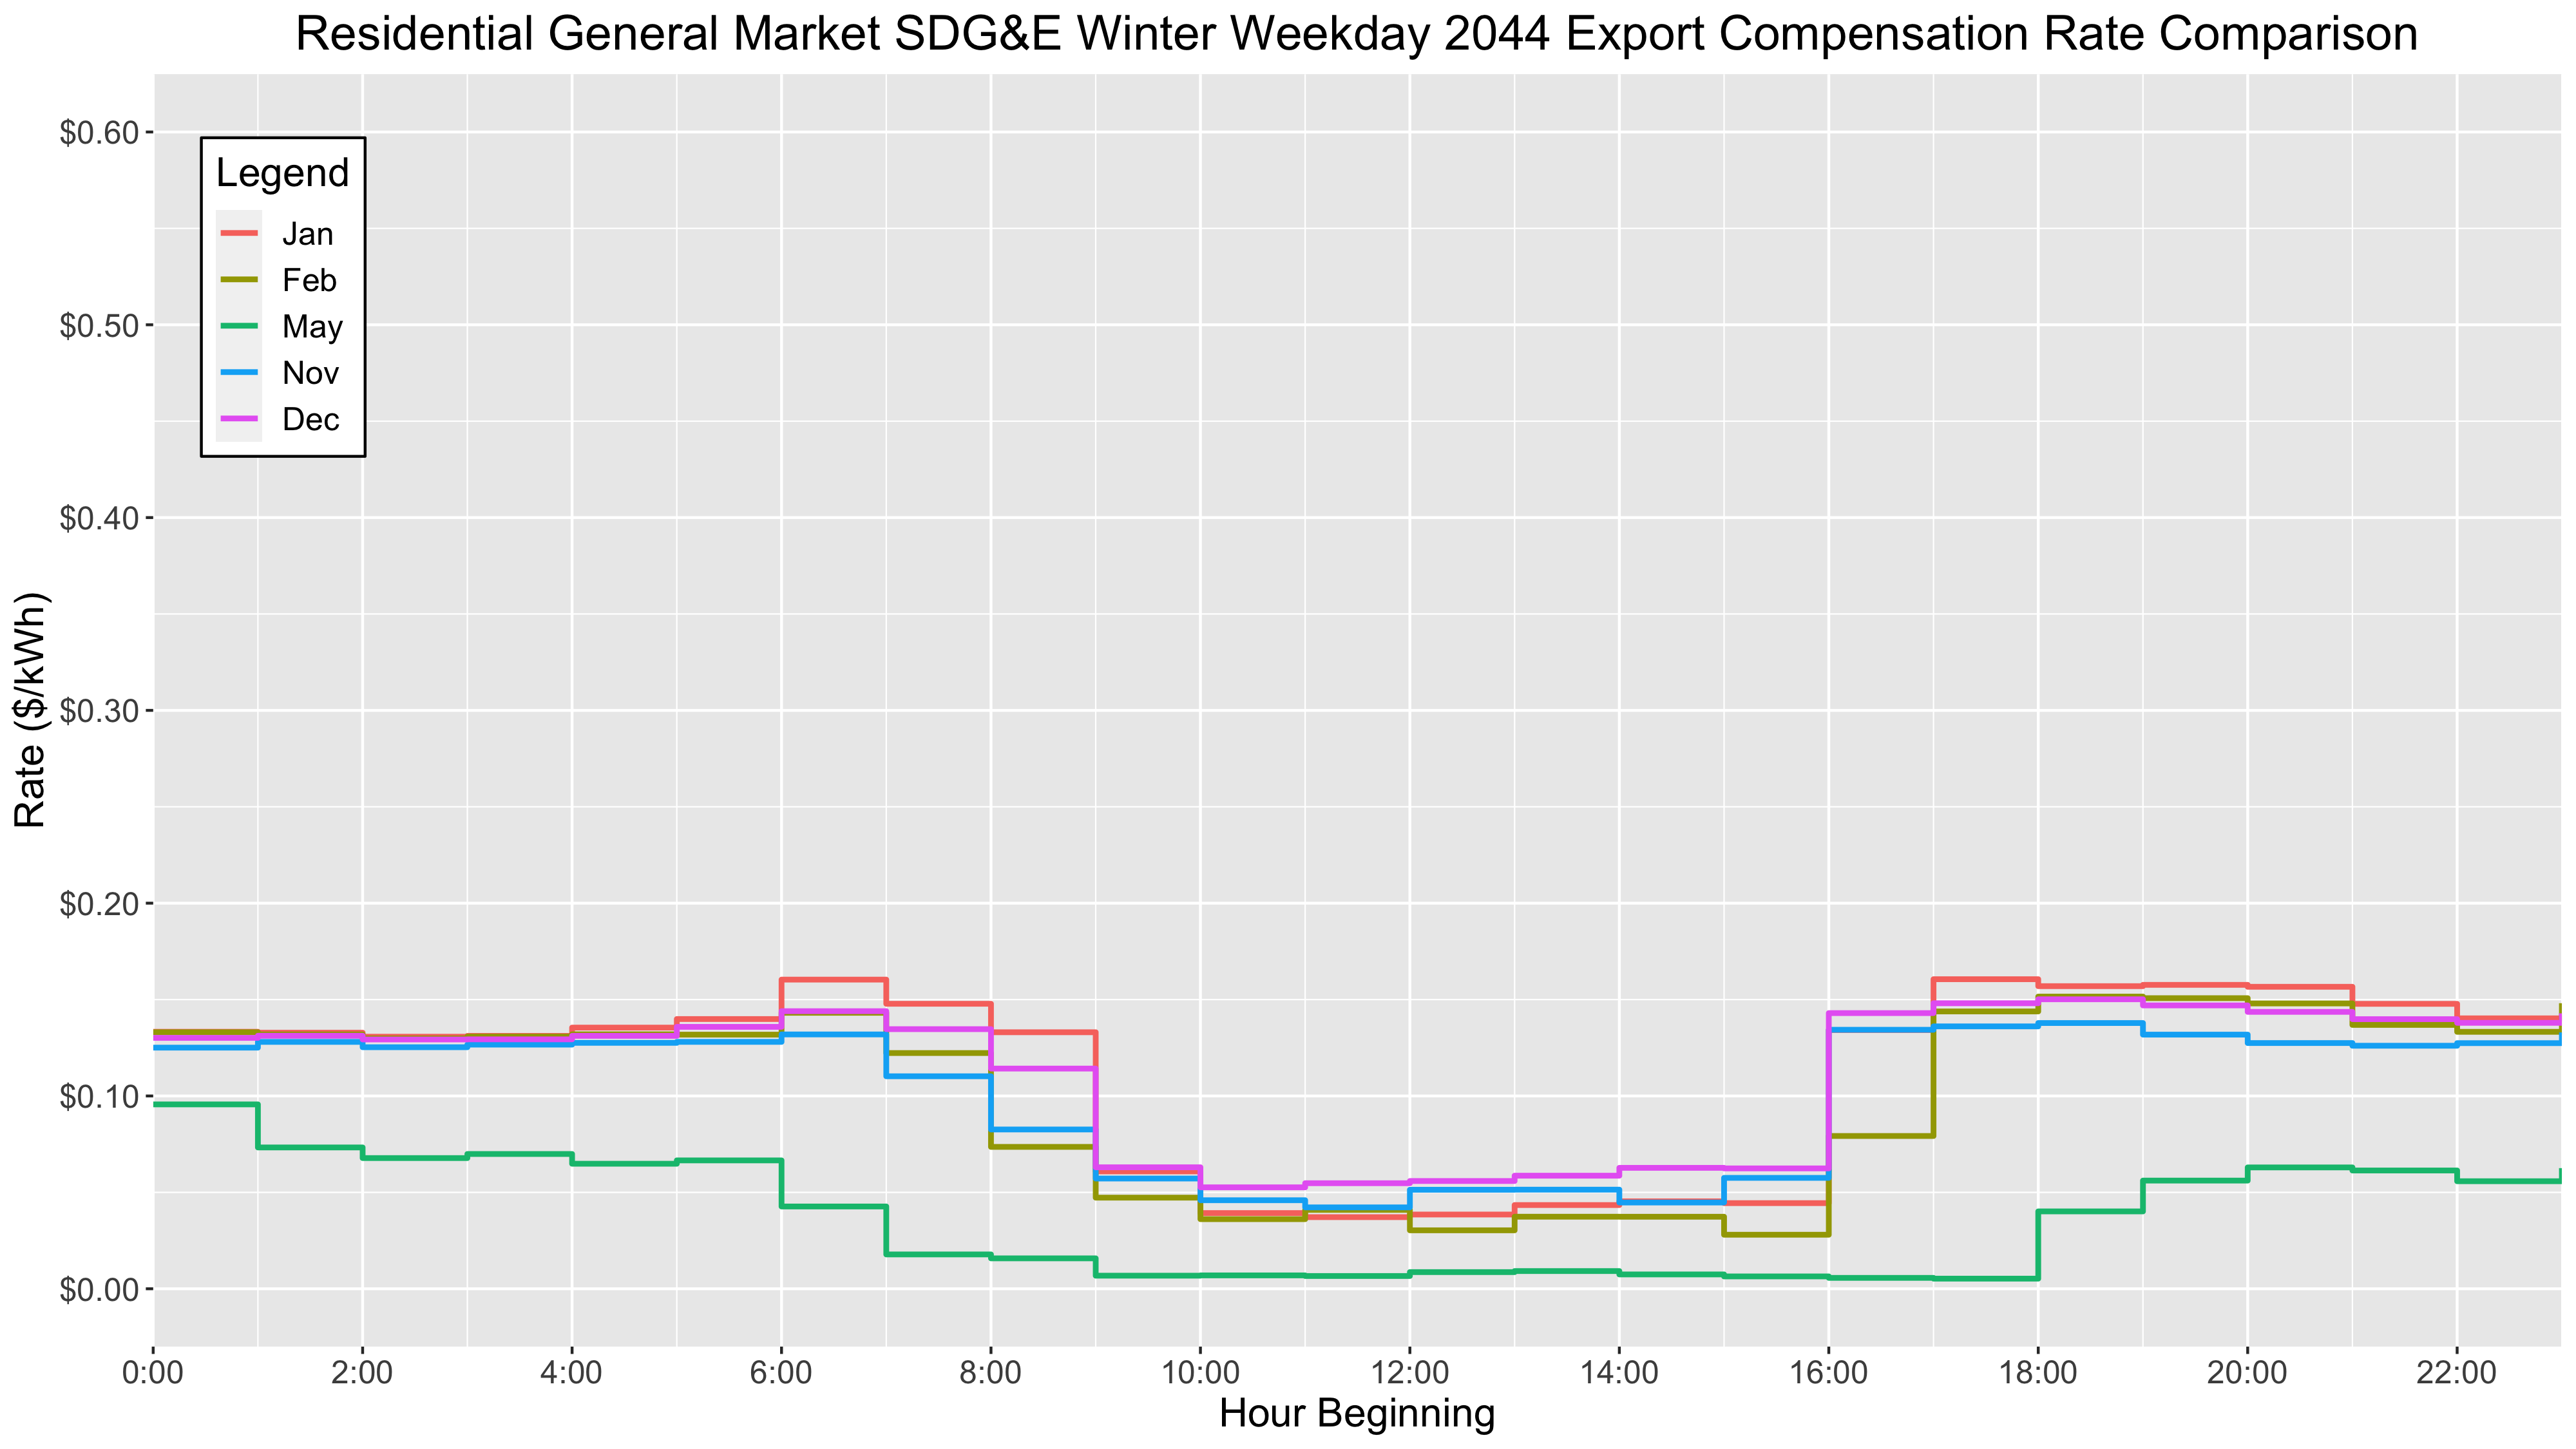 Residential General Market SDG&E Winter Weekday 2044 Export Compensation Rate Comparison
$0.60
$0.50
$0.40
$0.30
$0.20
$0.10
$0.00
Rate ($/kWh)
Legend
Jan
Feb
May
Nov
Dec
0:00 2:00 4:00 6:00 8:00 10:00 12:00 14:00 16:00 18:00 20:00 22:00
Hour Beginning